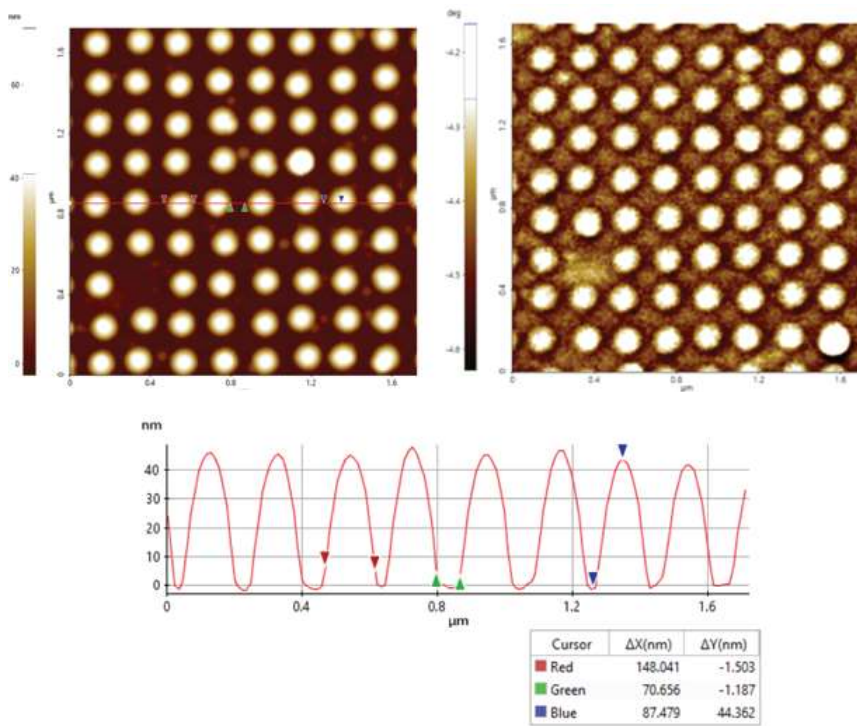 nm
60
40
20
0
1.6
1.2
μm
0.8
0.4
0
0 0.4 0.8 1.2 1.6
μm
deg
-4.2
-4.3
-4.4
-4.5
-4.6
1.6
1.2
μm
0.8
0.4
0
0 0.4 0.8 1.2 1.6
μm
nm
40
30
20
10
0
0 0.4 0.8 1.2 1.6
μm
Cursor ΔX(nm) ΔY(nm)
Red 148.041 -1.503
Green 70.656 -1.187
Blue 87.479 44.362